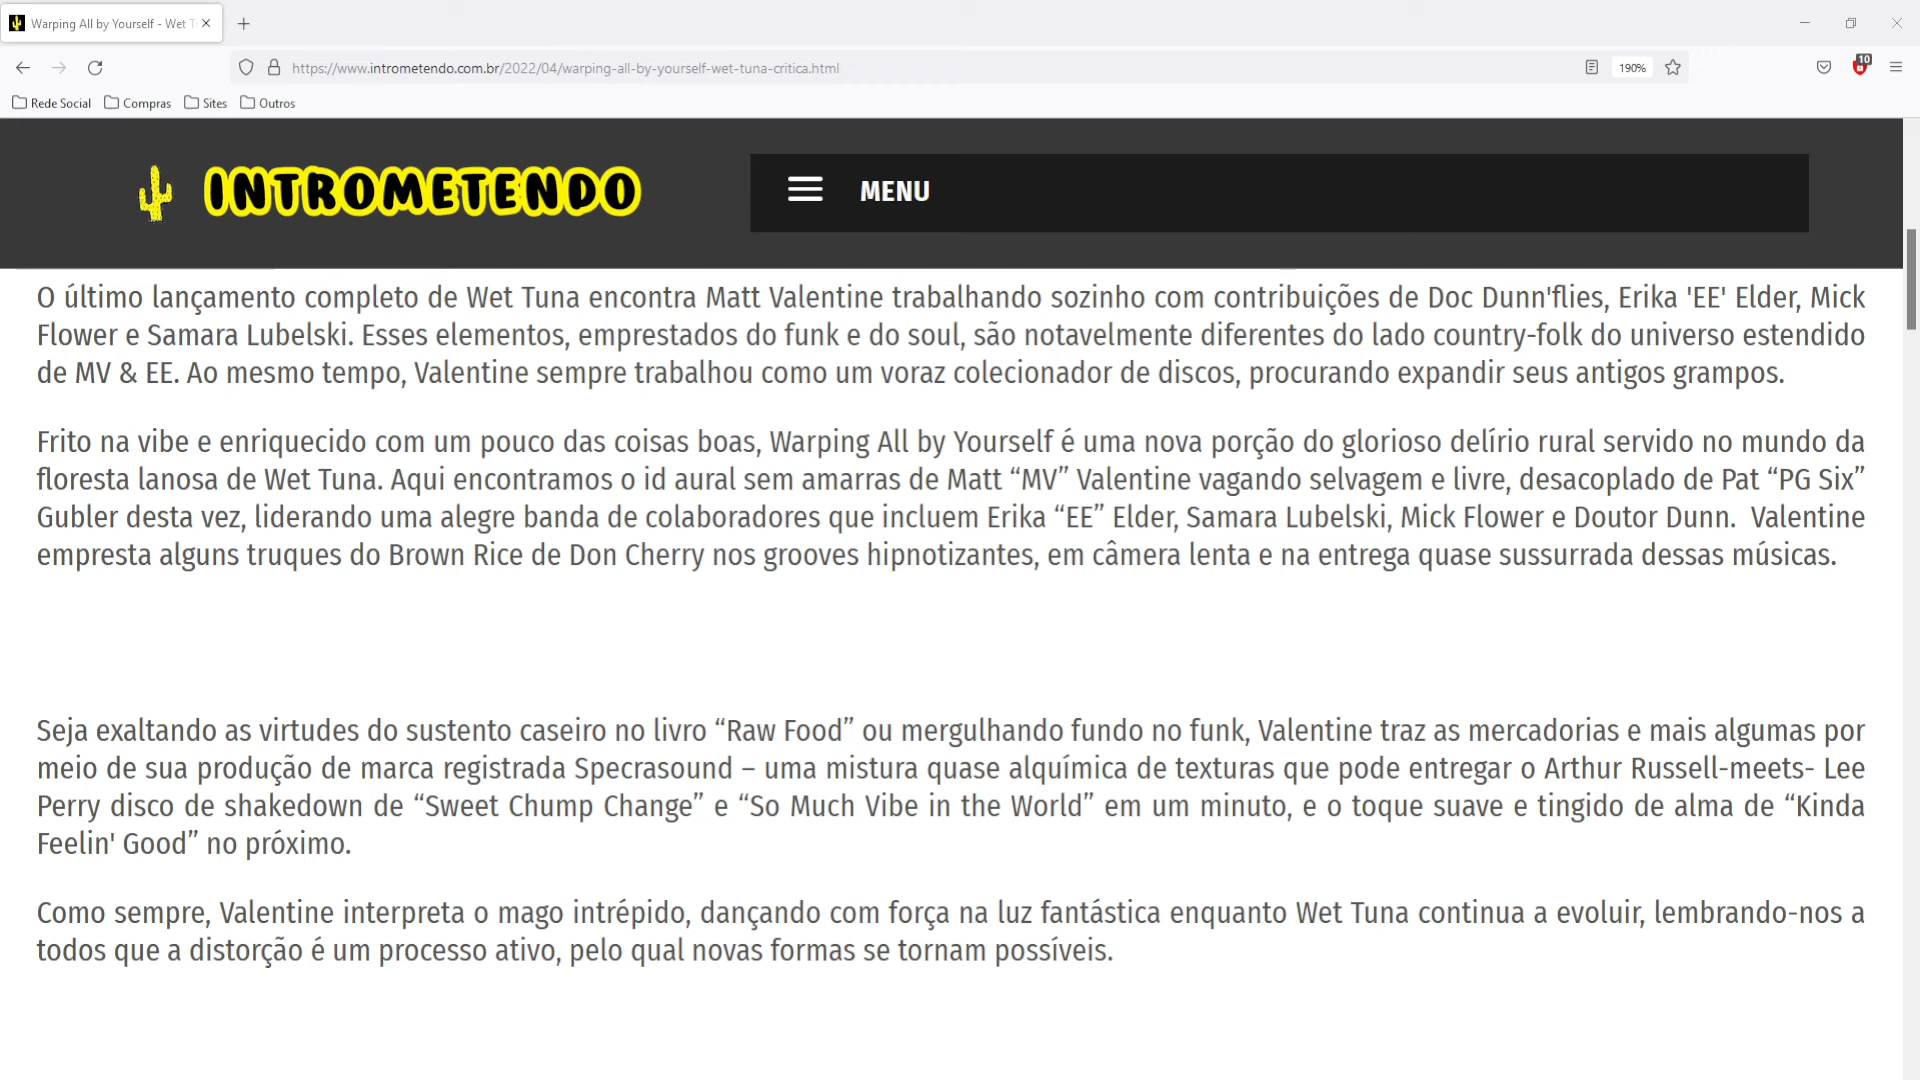 Warping All by Yourself - Wet T
https://www.intrometendo.com.br/2022/04/warping-all-by-yourself-wet-tuna-critica.html
190%
10
Rede Social Compras Sites Outros
INTROMETENDO
MENU
O último lançamento completo de Wet Tuna encontra Matt Valentine trabalhando sozinho com contribuições de Doc Dunn'flies, Erika 'EE' Elder, Mick
Flower e Samara Lubelski. Esses elementos, emprestados do funk e do soul, são notavelmente diferentes do lado country-folk do universo estendido
de MV & EE. Ao mesmo tempo, Valentine sempre trabalhou como um voraz colecionador de discos, procurando expandir seus antigos grampos.
Frito na vibe e enriquecido com um pouco das coisas boas, Warping All by Yourself é uma nova porção do glorioso delírio rural servido no mundo da
floresta lanosa de Wet Tuna. Aqui encontramos o id aural sem amarras de Matt “MV” Valentine vagando selvagem e livre, desacoplado de Pat “PG Six”
Gubler desta vez, liderando uma alegre banda de colaboradores que incluem Erika “EE” Elder, Samara Lubelski, Mick Flower e Doutor Dunn. Valentine
empresta alguns truques do Brown Rice de Don Cherry nos grooves hipnotizantes, em câmera lenta e na entrega quase sussurrada dessas músicas.
Seja exaltando as virtudes do sustento caseiro no livro “Raw Food” ou mergulhando fundo no funk, Valentine traz as mercadorias e mais algumas por
meio de sua produção de marca registrada Specrasound – uma mistura quase alquímica de texturas que pode entregar o Arthur Russell-meets- Lee
Perry disco de shakedown de “Sweet Chump Change” e “So Much Vibe in the World” em um minuto, e o toque suave e tingido de alma de “Kinda
Feelin' Good” no próximo.
Como sempre, Valentine interpreta o mago intrépido, dançando com força na luz fantástica enquanto Wet Tuna continua a evoluir, lembrando-nos a
todos que a distorção é um processo ativo, pelo qual novas formas se tornam possíveis.